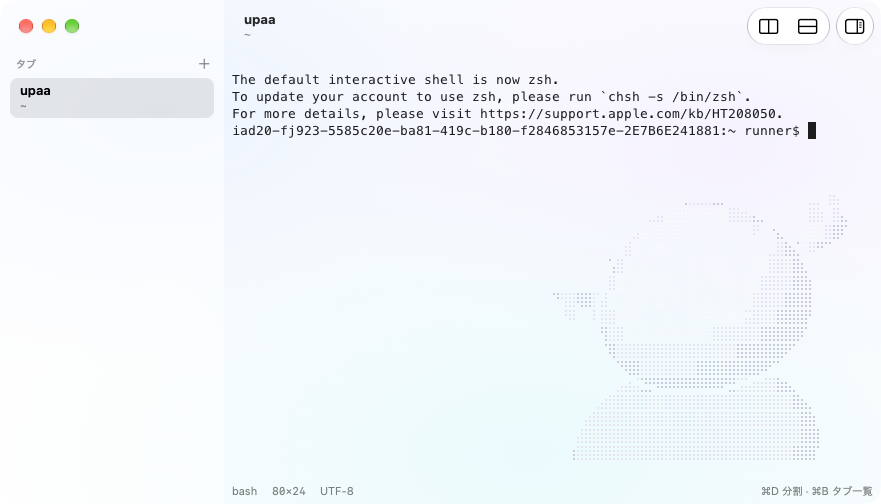 upaa
~
タブ
upaa
~
The default interactive shell is now zsh.
To update your account to use zsh, please run `chsh -s /bin/zsh`.
For more details, please visit https://support.apple.com/kb/HT208050.
iad20-fj923-5585c20e-ba81-419c-b180-f2846853157e-2E7B6E241881:~ runner$
bash 80×24 UTF-8
⌘D 分割 · ⌘B タブ一覧